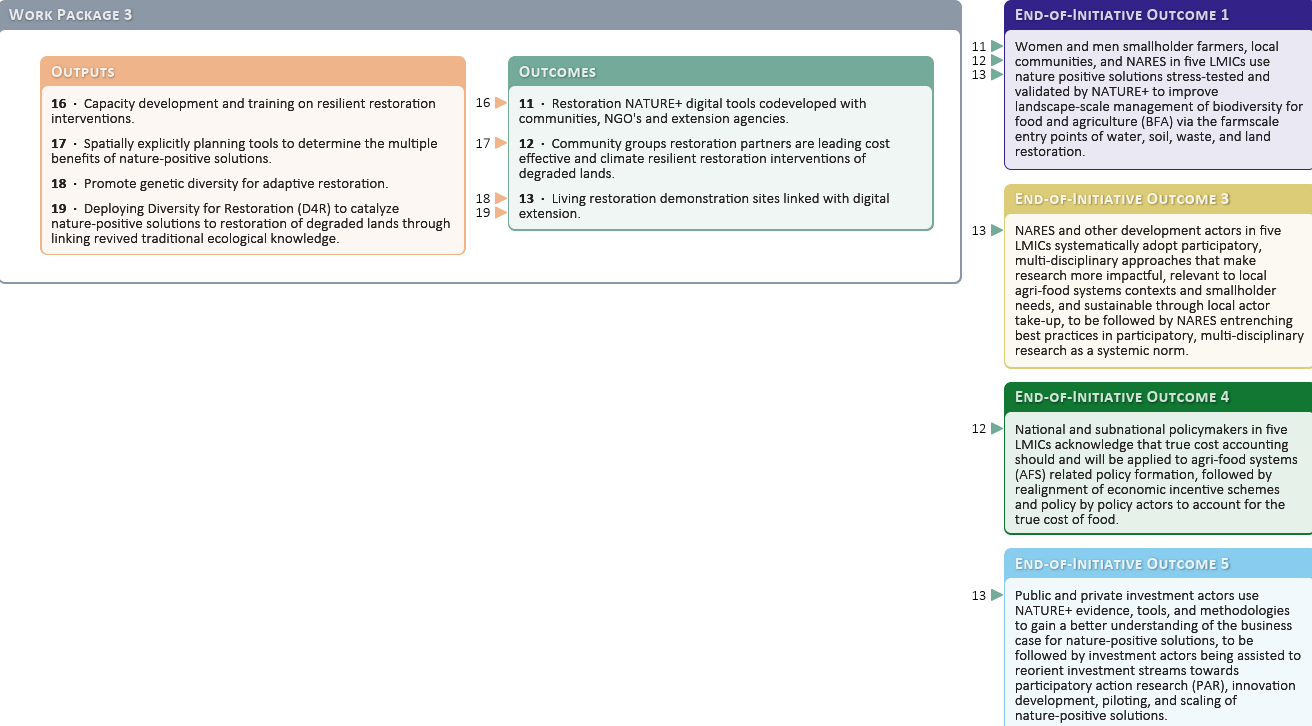 Work Package 3
Outputs
16 · Capacity development and training on resilient restoration
interventions.
17 · Spatially explicitly planning tools to determine the multiple
benefits of nature-positive solutions.
18 · Promote genetic diversity for adaptive restoration.
19 · Deploying Diversity for Restoration (D4R) to catalyze
nature-positive solutions to restoration of degraded lands through
linking revived traditional ecological knowledge.
16
17
18
19
Outcomes
11 · Restoration NATURE+ digital tools codeveloped with
communities, NGO's and extension agencies.
12 · Community groups restoration partners are leading cost
effective and climate resilient restoration interventions of
degraded lands.
13 · Living restoration demonstration sites linked with digital
extension.
11
12
13
End-of-Initiative Outcome 1
Women and men smallholder farmers, local
communities, and NARES in five LMICs use
nature positive solutions stress-tested and
validated by NATURE+ to improve
landscape-scale management of biodiversity for
food and agriculture (BFA) via the farmscale
entry points of water, soil, waste, and land
restoration.
13
End-of-Initiative Outcome 3
NARES and other development actors in five
LMICs systematically adopt participatory,
multi-disciplinary approaches that make
research more impactful, relevant to local
agri-food systems contexts and smallholder
needs, and sustainable through local actor
take-up, to be followed by NARES entrenching
best practices in participatory, multi-disciplinary
research as a systemic norm.
12
End-of-Initiative Outcome 4
National and subnational policymakers in five
LMICs acknowledge that true cost accounting
should and will be applied to agri-food systems
(AFS) related policy formation, followed by
realignment of economic incentive schemes
and policy by policy actors to account for the
true cost of food.
13
End-of-Initiative Outcome 5
Public and private investment actors use
NATURE+ evidence, tools, and methodologies
to gain a better understanding of the business
case for nature-positive solutions, to be
followed by investment actors being assisted to
reorient investment streams towards
participatory action research (PAR), innovation
development, piloting, and scaling of
nature-positive solutions.